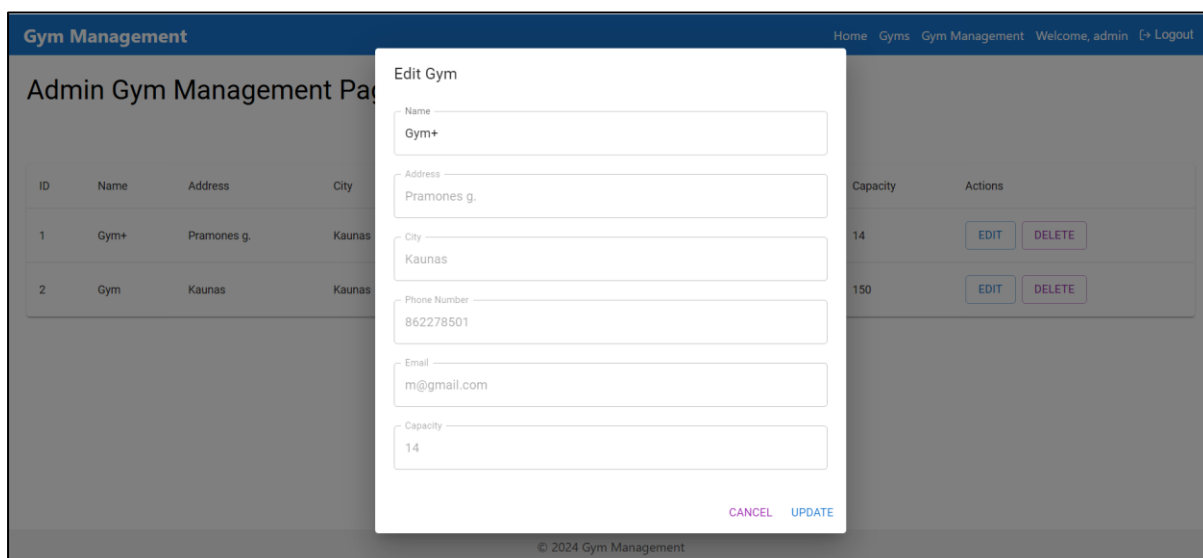 Gym Management
Home Gyms Gym Management Welcome, admin Logout
Admin Gym Management Pa
ID Name Address City Capacity Actions
1 Gym+ Pramones g. Kaunas 14 EDIT DELETE
2 Gym Kaunas Kaunas 150 EDIT DELETE
Edit Gym
Name
Gym+
Address
Pramones g.
City
Kaunas
Phone Number
862278501
Email
m@gmail.com
Capacity
14
CANCEL UPDATE
© 2024 Gym Management